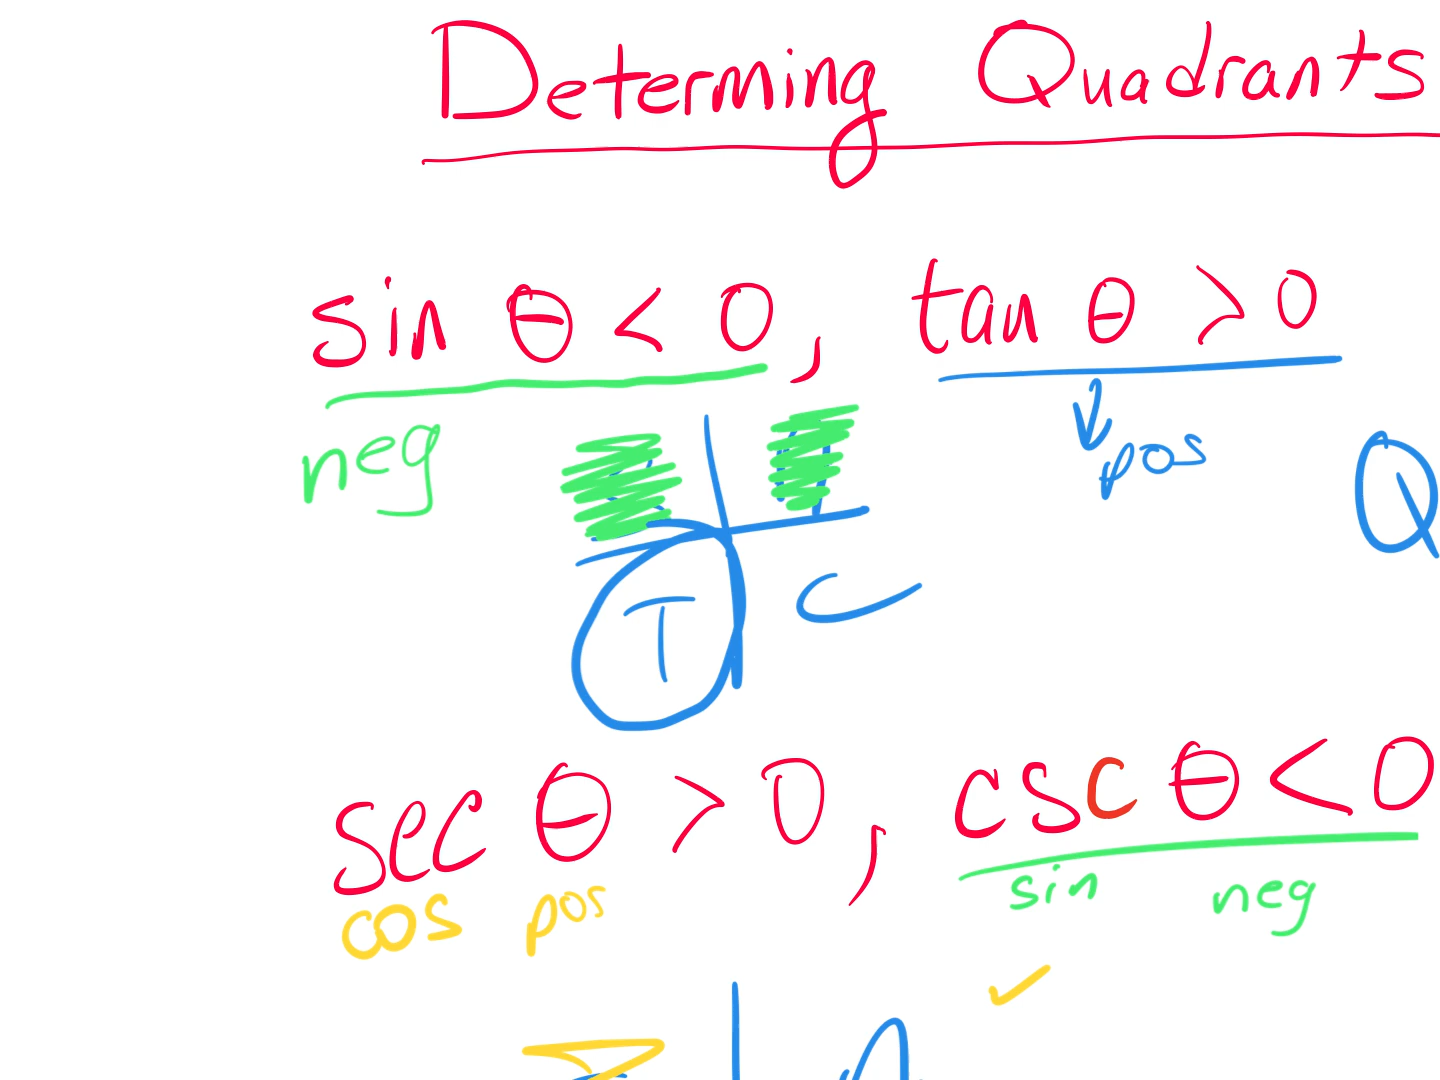 Determing Quadrants
sin θ < 0, tan θ > 0
neg
pos
Q
T C
sec θ > 0, csc θ < 0
cos pos sin neg